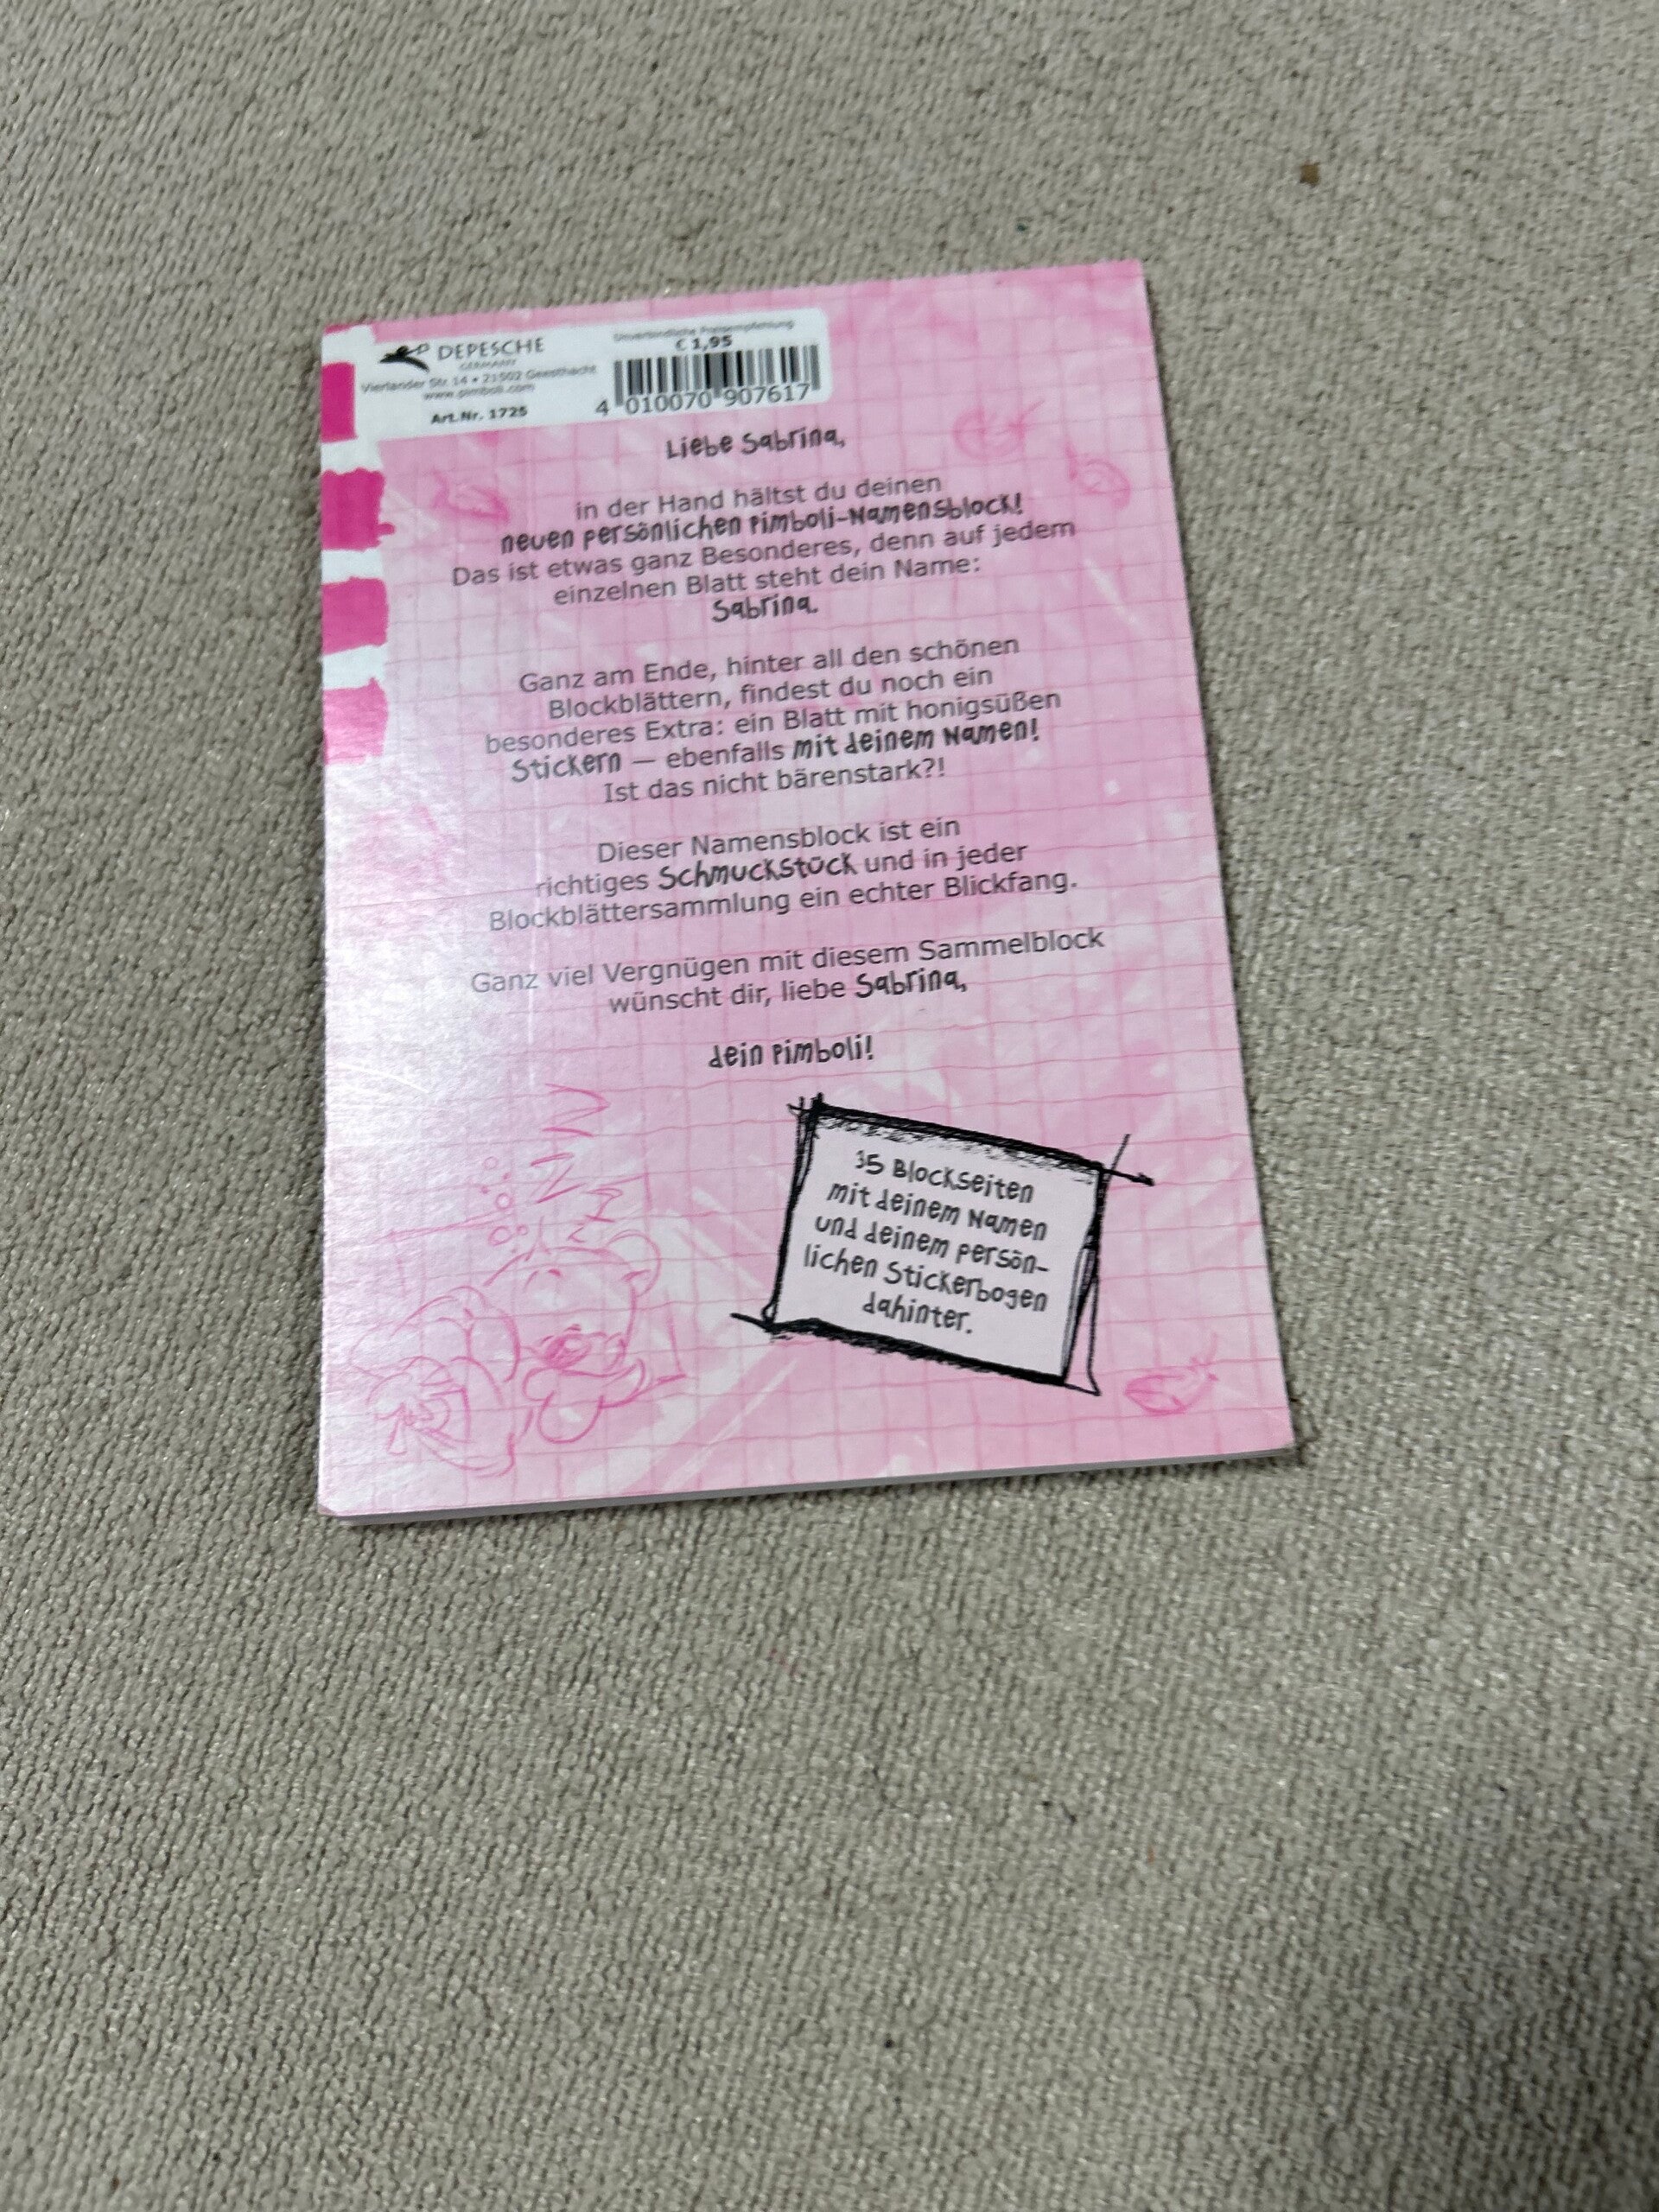 DEPESCHE
GERMANY
Vierlander Str. 14 • 21502 Geesthacht
www.pimboli.com
Art.Nr. 1725
Unverbindliche Preisempfehlung
€ 1,95
4 010070 907617
Liebe Sabrina,
in der Hand hältst du deinen
neuen persönlichen Pimboli-Namensblock!
Das ist etwas ganz Besonderes, denn auf jedem
einzelnen Blatt steht dein Name:
Sabrina.
Ganz am Ende, hinter all den schönen
Blockblättern, findest du noch ein
besonderes Extra: ein Blatt mit honigsüßen
Stickern — ebenfalls mit deinem Namen!
Ist das nicht bärenstark?!
Dieser Namensblock ist ein
richtiges Schmuckstück und in jeder
Blockblättersammlung ein echter Blickfang.
Ganz viel Vergnügen mit diesem Sammelblock
wünscht dir, liebe Sabrina,
dein Pimboli!
35 Blockseiten
mit deinem Namen
und deinem persön-
lichen Stickerbogen
dahinter.